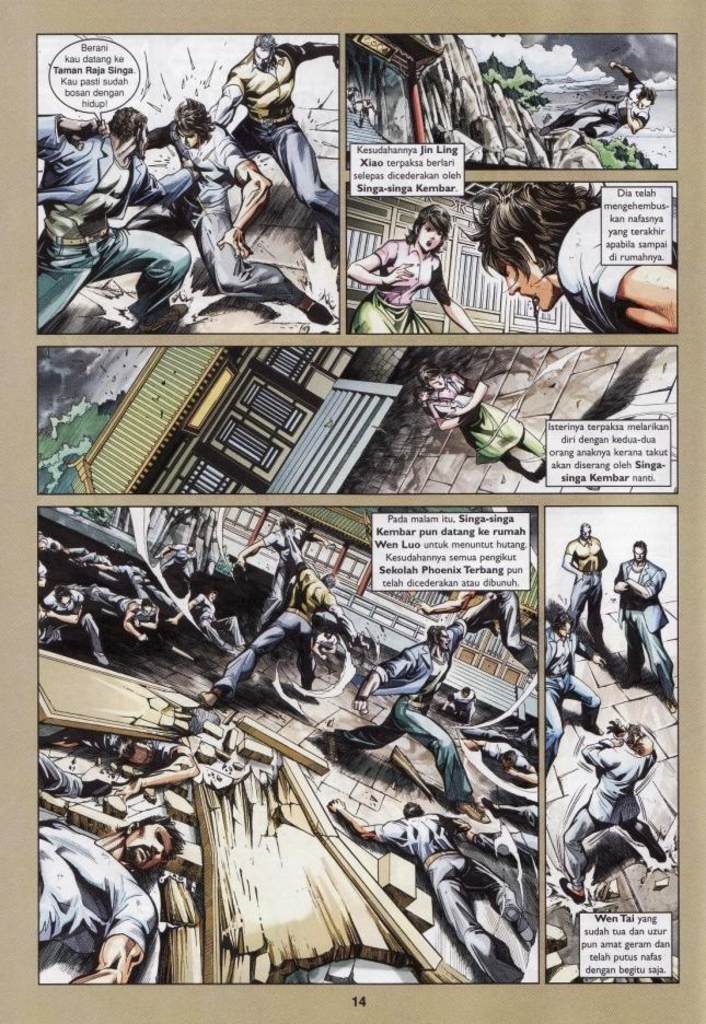 Berani
kau datang ke
Taman Raja Singa.
Kau pasti sudah
bosan dengan
hidup!
Kesudahannya Jin Ling
Xiao terpaksa berlari
selepas dicederakan oleh
Singa-singa Kembar.
Dia telah
mengehembus-
kan nafasnya
yang terakhir
apabila sampai
di rumahnya.
Isterinya terpaksa melarikan
diri dengan kedua-dua
orang anaknya kerana takut
akan diserang oleh Singa-
singa Kembar nanti.
Pada malam itu, Singa-singa
Kembar pun datang ke rumah
Wen Luo untuk menuntut hutang.
Kesudahannya semua pengikut
Sekolah Phoenix Terbang pun
telah dicederakan atau dibunuh.
Wen Tai yang
sudah tua dan uzur
pun amat geram dan
telah putus nafas
dengan begitu saja.
14